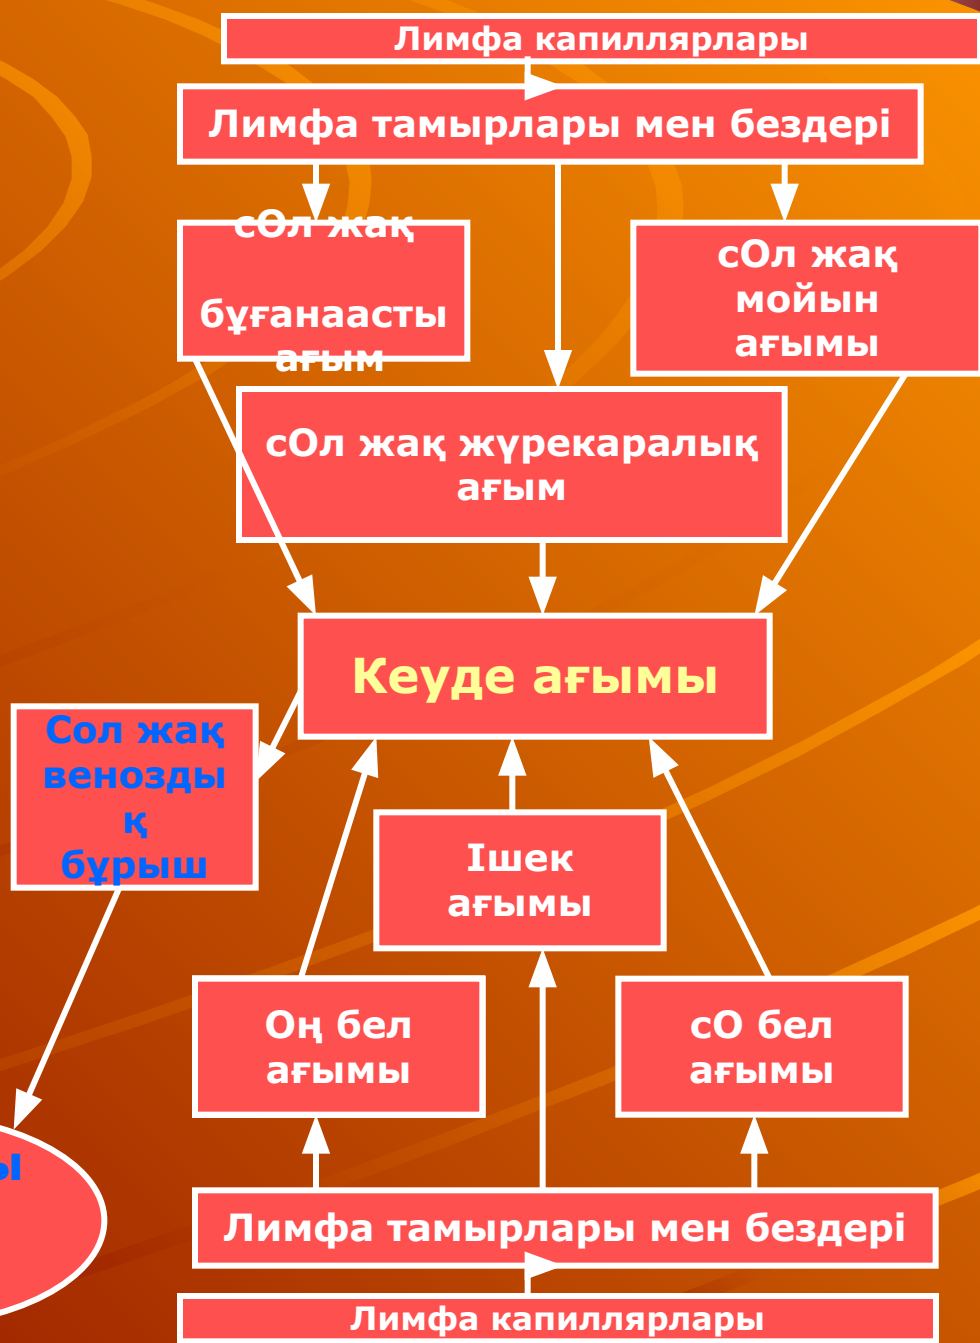 Лимфа капиллярлары
Лимфа тамырлары мен бездері
сОл жақ
бұғанаасты
ағым
сОл жақ
мойын
ағымы
сОл жақ жүрекаралық
ағым
Кеуде ағымы
Сол жақ
венозды
қ
бұрыш
Ішек
ағымы
Оң бел
ағымы
сО бел
ағымы
Лимфа тамырлары мен бездері
Лимфа капиллярлары